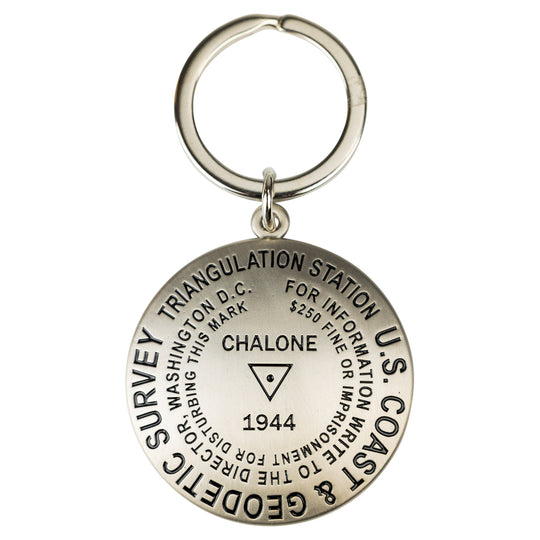 TRIANGULATION STATION
U.S. COAST & GEODETIC SURVEY
FOR INFORMATION WRITE TO THE DIRECTOR, WASHINGTON D.C.
$250 FINE OR IMPRISONMENT FOR DISTURBING THIS MARK
CHALONE
1944